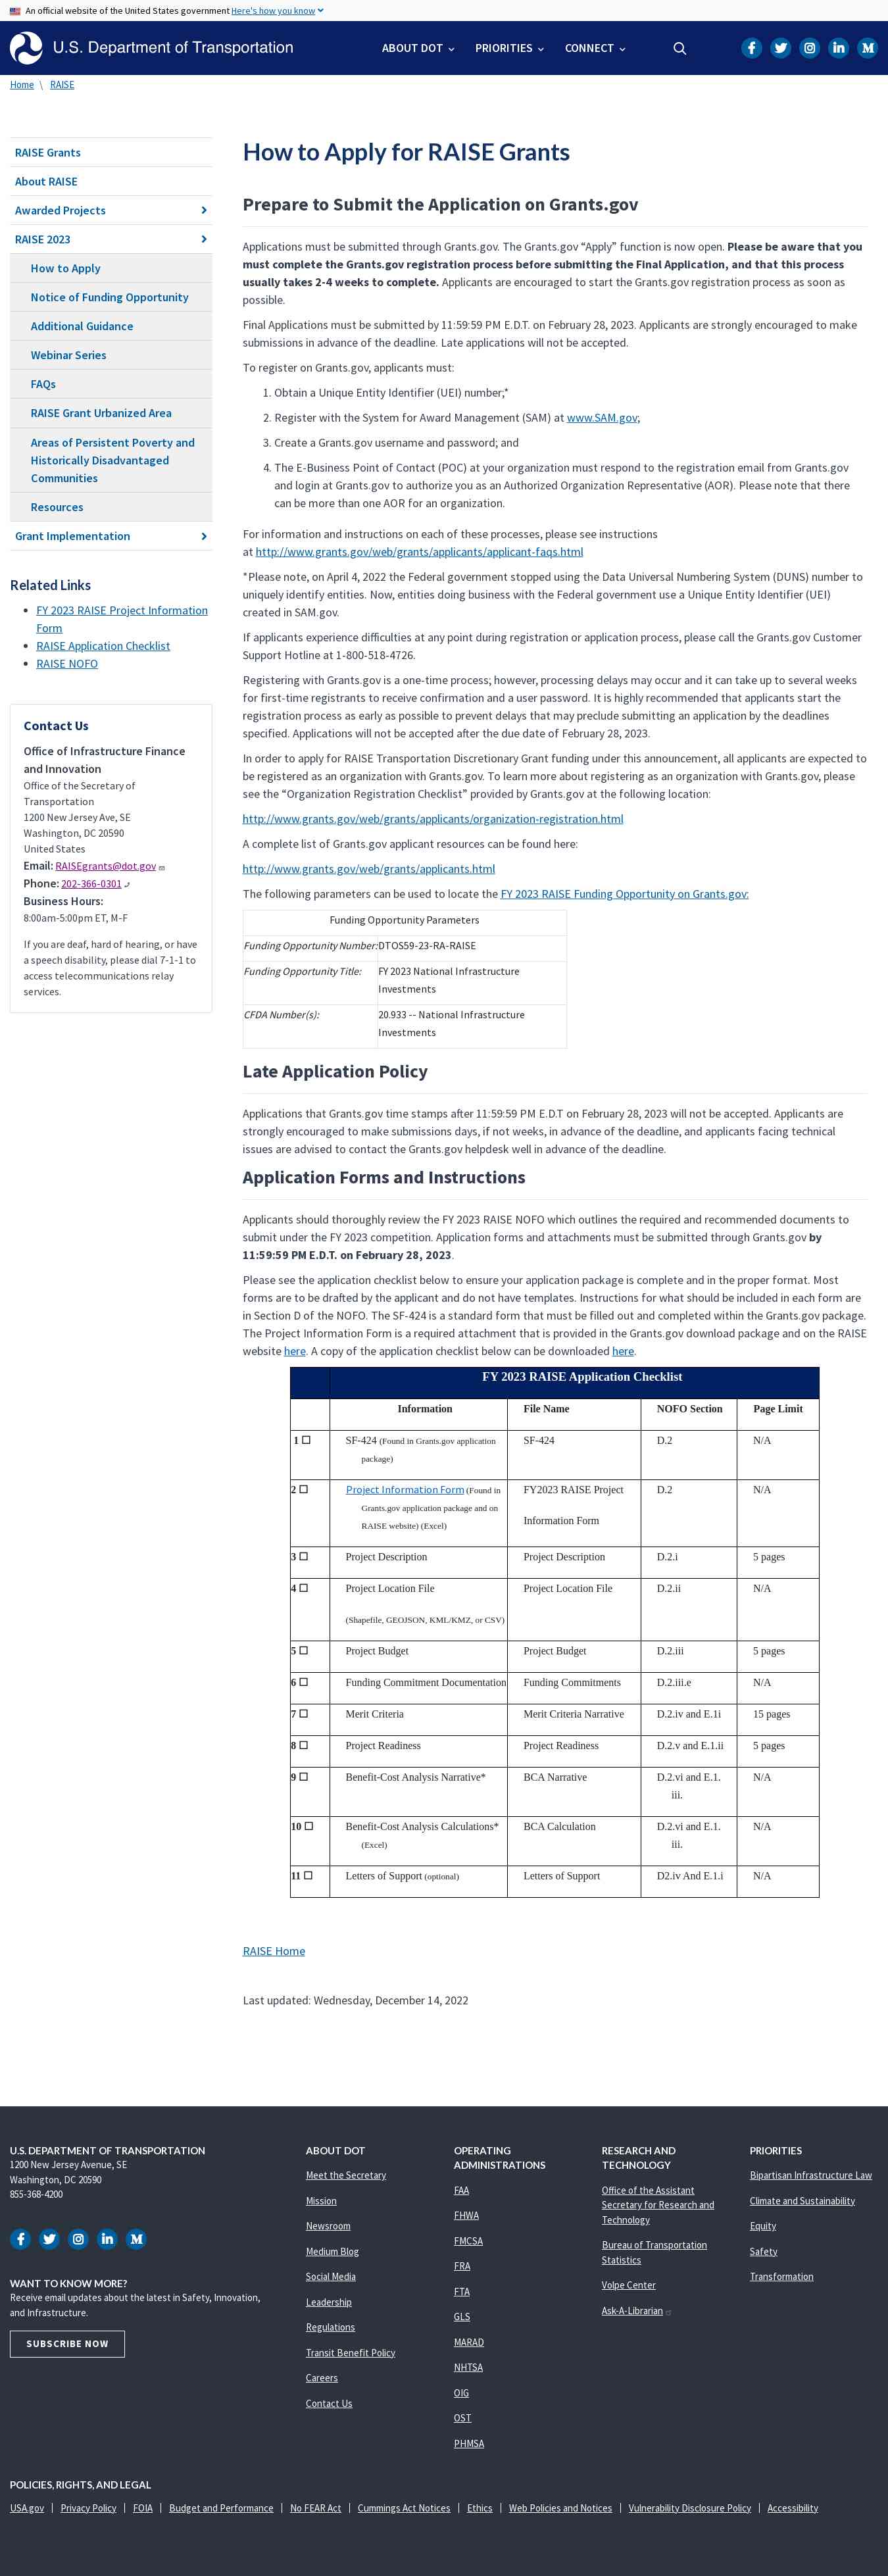 An official website of the United States government Here's how you know
U.S. Department of Transportation
ABOUT DOT
PRIORITIES
CONNECT
Home \ RAISE
RAISE Grants
About RAISE
Awarded Projects
RAISE 2023
How to Apply
Notice of Funding Opportunity
Additional Guidance
Webinar Series
FAQs
RAISE Grant Urbanized Area
Areas of Persistent Poverty and
Historically Disadvantaged
Communities
Resources
Grant Implementation
Related Links
FY 2023 RAISE Project Information
Form
RAISE Application Checklist
RAISE NOFO
Contact Us
Office of Infrastructure Finance
and Innovation
Office of the Secretary of
Transportation
1200 New Jersey Ave, SE
Washington, DC 20590
United States
Email: RAISEgrants@dot.gov
Phone: 202-366-0301
Business Hours:
8:00am-5:00pm ET, M-F
If you are deaf, hard of hearing, or have
a speech disability, please dial 7-1-1 to
access telecommunications relay
services.
How to Apply for RAISE Grants
Prepare to Submit the Application on Grants.gov
Applications must be submitted through Grants.gov. The Grants.gov “Apply” function is now open. Please be aware that you
must complete the Grants.gov registration process before submitting the Final Application, and that this process
usually takes 2-4 weeks to complete. Applicants are encouraged to start the Grants.gov registration process as soon as
possible.
Final Applications must be submitted by 11:59:59 PM E.D.T. on February 28, 2023. Applicants are strongly encouraged to make
submissions in advance of the deadline. Late applications will not be accepted.
To register on Grants.gov, applicants must:
1. Obtain a Unique Entity Identifier (UEI) number;*
2. Register with the System for Award Management (SAM) at www.SAM.gov;
3. Create a Grants.gov username and password; and
4. The E-Business Point of Contact (POC) at your organization must respond to the registration email from Grants.gov
and login at Grants.gov to authorize you as an Authorized Organization Representative (AOR). Please note that there
can be more than one AOR for an organization.
For information and instructions on each of these processes, please see instructions
at http://www.grants.gov/web/grants/applicants/applicant-faqs.html
*Please note, on April 4, 2022 the Federal government stopped using the Data Universal Numbering System (DUNS) number to
uniquely identify entities. Now, entities doing business with the Federal government use a Unique Entity Identifier (UEI)
created in SAM.gov.
If applicants experience difficulties at any point during registration or application process, please call the Grants.gov Customer
Support Hotline at 1-800-518-4726.
Registering with Grants.gov is a one-time process; however, processing delays may occur and it can take up to several weeks
for first-time registrants to receive confirmation and a user password. It is highly recommended that applicants start the
registration process early as possible to prevent delays that may preclude submitting an application by the deadlines
specified. Applications will not be accepted after the due date of February 28, 2023.
In order to apply for RAISE Transportation Discretionary Grant funding under this announcement, all applicants are expected to
be registered as an organization with Grants.gov. To learn more about registering as an organization with Grants.gov, please
see the “Organization Registration Checklist” provided by Grants.gov at the following location:
http://www.grants.gov/web/grants/applicants/organization-registration.html
A complete list of Grants.gov applicant resources can be found here:
http://www.grants.gov/web/grants/applicants.html
The following parameters can be used to locate the FY 2023 RAISE Funding Opportunity on Grants.gov:
Funding Opportunity Parameters
Funding Opportunity Number: DTOS59-23-RA-RAISE
Funding Opportunity Title: FY 2023 National Infrastructure
Investments
CFDA Number(s): 20.933 -- National Infrastructure
Investments
Late Application Policy
Applications that Grants.gov time stamps after 11:59:59 PM E.D.T on February 28, 2023 will not be accepted. Applicants are
strongly encouraged to make submissions days, if not weeks, in advance of the deadline, and applicants facing technical
issues are advised to contact the Grants.gov helpdesk well in advance of the deadline.
Application Forms and Instructions
Applicants should thoroughly review the FY 2023 RAISE NOFO which outlines the required and recommended documents to
submit under the FY 2023 competition. Application forms and attachments must be submitted through Grants.gov by
11:59:59 PM E.D.T. on February 28, 2023.
Please see the application checklist below to ensure your application package is complete and in the proper format. Most
forms are to be drafted by the applicant and do not have templates. Instructions for what should be included in each form are
in Section D of the NOFO. The SF-424 is a standard form that must be filled out and completed within the Grants.gov package.
The Project Information Form is a required attachment that is provided in the Grants.gov download package and on the RAISE
website here. A copy of the application checklist below can be downloaded here.
FY 2023 RAISE Application Checklist
Information File Name NOFO Section Page Limit
1 ☐ SF-424 (Found in Grants.gov application SF-424 D.2 N/A
package)
2 ☐ Project Information Form (Found in FY2023 RAISE Project D.2 N/A
Grants.gov application package and on
RAISE website) (Excel) Information Form
3 ☐ Project Description Project Description D.2.i 5 pages
4 ☐ Project Location File Project Location File D.2.ii N/A
(Shapefile, GEOJSON, KML/KMZ, or CSV)
5 ☐ Project Budget Project Budget D.2.iii 5 pages
6 ☐ Funding Commitment Documentation Funding Commitments D.2.iii.e N/A
7 ☐ Merit Criteria Merit Criteria Narrative D.2.iv and E.1i 15 pages
8 ☐ Project Readiness Project Readiness D.2.v and E.1.ii 5 pages
9 ☐ Benefit-Cost Analysis Narrative* BCA Narrative D.2.vi and E.1. N/A
iii.
10 ☐ Benefit-Cost Analysis Calculations* BCA Calculation D.2.vi and E.1. N/A
(Excel) iii.
11 ☐ Letters of Support (optional) Letters of Support D2.iv And E.1.i N/A
RAISE Home
Last updated: Wednesday, December 14, 2022
U.S. DEPARTMENT OF TRANSPORTATION
1200 New Jersey Avenue, SE
Washington, DC 20590
855-368-4200
WANT TO KNOW MORE?
Receive email updates about the latest in Safety, Innovation,
and Infrastructure.
SUBSCRIBE NOW
ABOUT DOT
Meet the Secretary
Mission
Newsroom
Medium Blog
Social Media
Leadership
Regulations
Transit Benefit Policy
Careers
Contact Us
OPERATING
ADMINISTRATIONS
FAA
FHWA
FMCSA
FRA
FTA
GLS
MARAD
NHTSA
OIG
OST
PHMSA
RESEARCH AND
TECHNOLOGY
Office of the Assistant
Secretary for Research and
Technology
Bureau of Transportation
Statistics
Volpe Center
Ask-A-Librarian
PRIORITIES
Bipartisan Infrastructure Law
Climate and Sustainability
Equity
Safety
Transformation
POLICIES, RIGHTS, AND LEGAL
USA.gov | Privacy Policy | FOIA | Budget and Performance | No FEAR Act | Cummings Act Notices | Ethics | Web Policies and Notices | Vulnerability Disclosure Policy | Accessibility